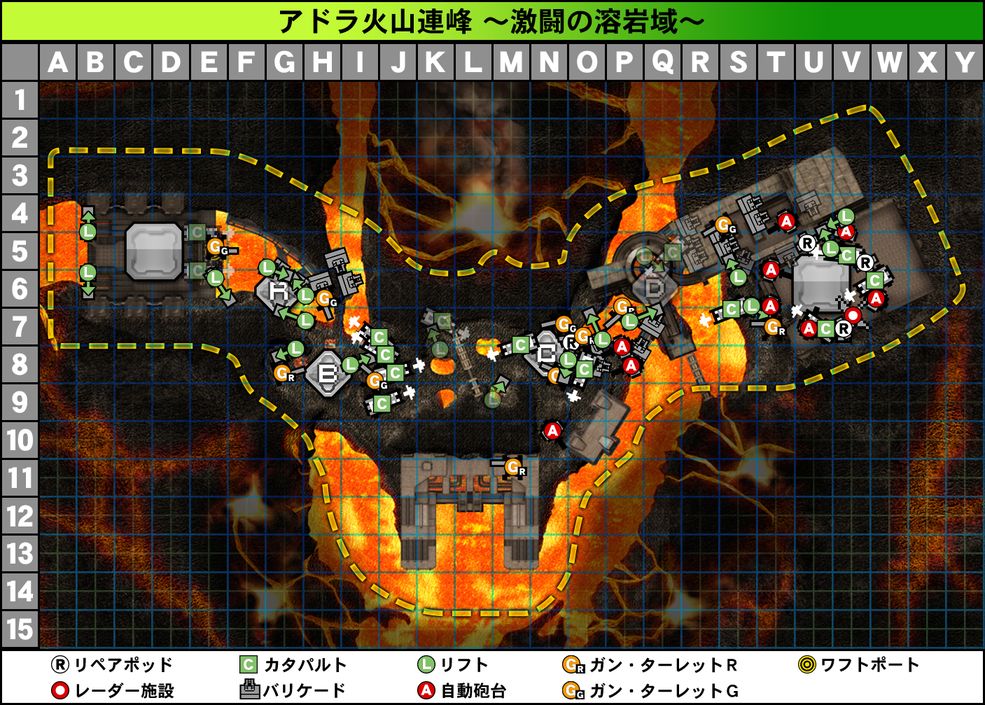 アドラ火山連峰 ～激闘の溶岩域～
A B C D E F G H I J K L M N O P Q R S T U V W X Y
1
2
3
A
4
C
G
L
A
L
C
A
5
G
C
L
R
L
C
R
L
L
L
A
L
A
D
6
L
C
A
G
G
R
C
L
L
A
L
R
7
L
G
C
L
R
A
C
R
C
C
L
C
R
L
A
8
L
C
L
B
L
C
L
C
A
R
G
9
C
L
10
A
11
R
12
13
14
15
R リペアポッド C カタパルト L リフト R ガン・ターレットR ワフトポート
レーダー施設 バリケード A 自動砲台 G ガン・ターレットG